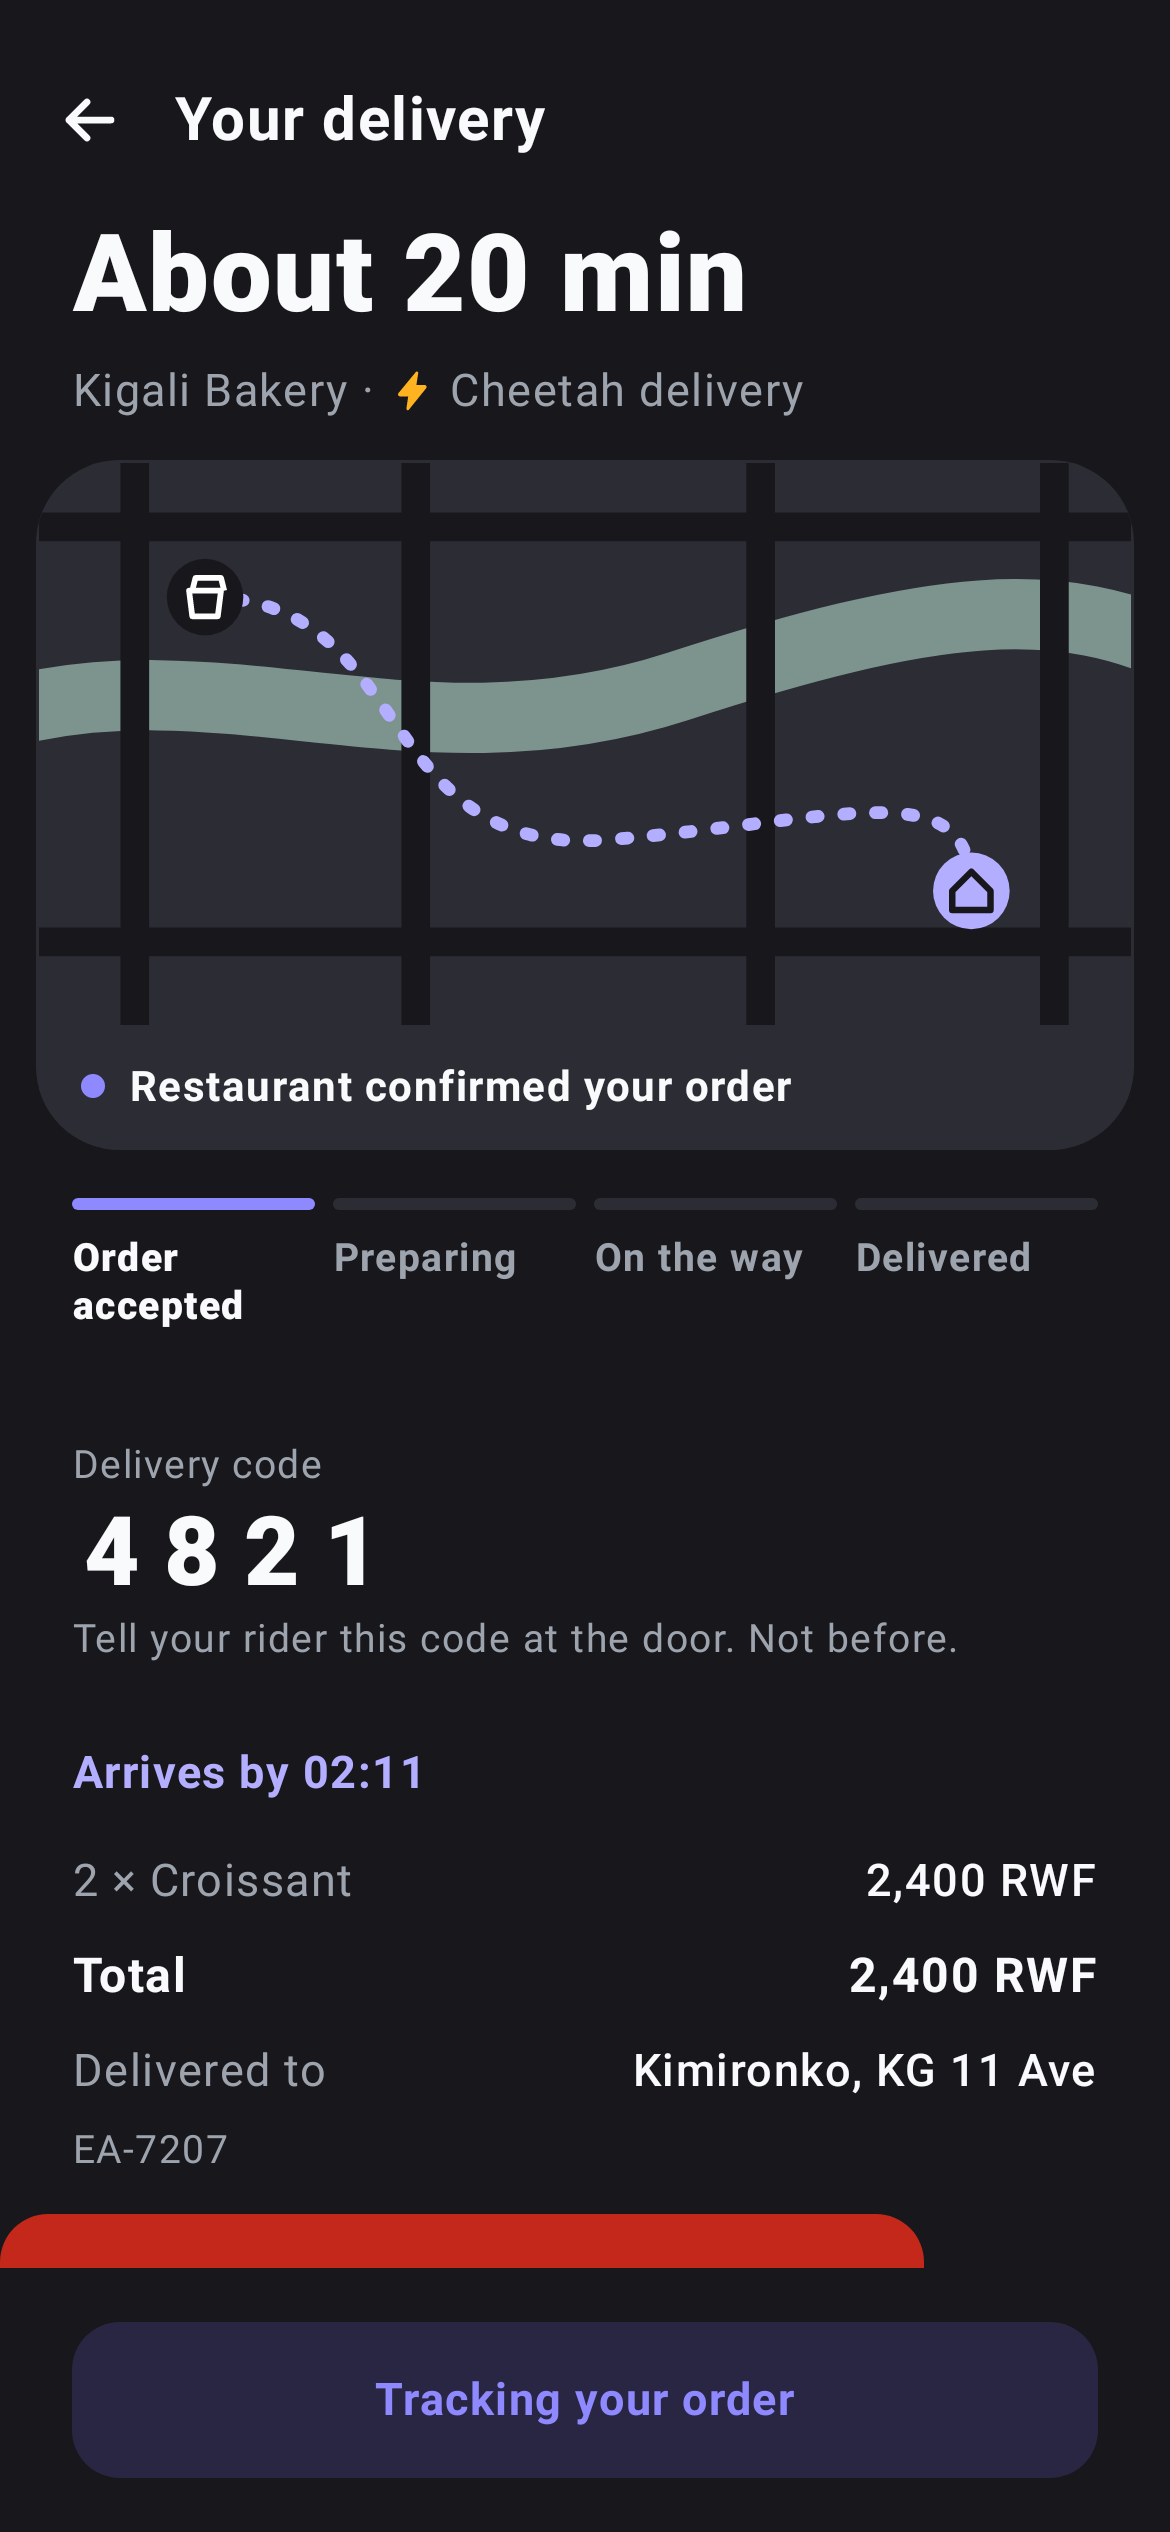 Your delivery
About 20 min
Kigali Bakery · Cheetah delivery
Restaurant confirmed your order
Order accepted
Preparing
On the way
Delivered
Delivery code
4 8 2 1
Tell your rider this code at the door. Not before.
Arrives by 02:11
2 × Croissant 2,400 RWF
Total 2,400 RWF
Delivered to Kimironko, KG 11 Ave
EA-7207
Tracking your order